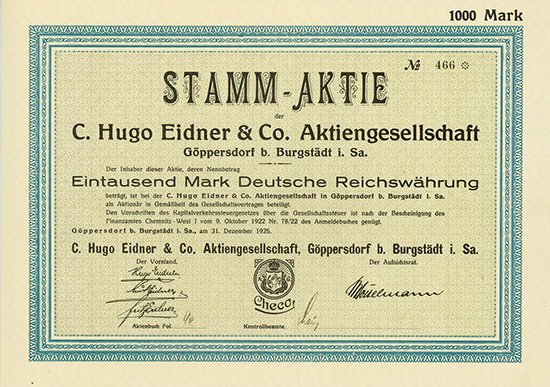 1000 Mark
№ 466 ※
STAMM-AKTIE
der
C. Hugo Eidner & Co. Aktiengesellschaft
Göppersdorf b. Burgstädt i. Sa.
Der Inhaber dieser Aktie, deren Nennbetrag
Eintausend Mark Deutsche Reichswährung
beträgt, ist bei der C. Hugo Eidner & Co. Aktiengesellschaft in Göppersdorf b. Burgstädt i. Sa.
als Aktionär in Gemäßheit des Gesellschaftsvertrages beteiligt.
Den Vorschriften des Kapitalverkehrssteuergesetzes über die Gesellschaftssteuer ist nach der Bescheinigung des
Finanzamtes Chemnitz-West I vom 9. Oktober 1922 Nr. 78/22 des Anmeldebuches genügt.
Göppersdorf b. Burgstädt i. Sa., am 31. Dezember 1925.
C. Hugo Eidner & Co. Aktiengesellschaft, Göppersdorf b. Burgstädt i. Sa.
Der Vorstand. Der Aufsichtsrat.
Hugo Eidner
Checo
Aktienbuch Fol Kontrollbeamte.